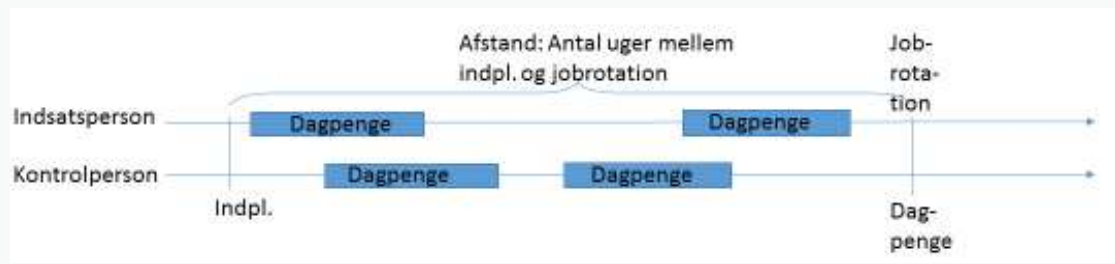 Afstand: Antal uger mellem
indpl. og jobrotation
Job-
rota-
tion
Indsatsperson
Dagpenge
Dagpenge
Kontrolperson
Dagpenge
Dagpenge
Indpl.
Dag-
penge